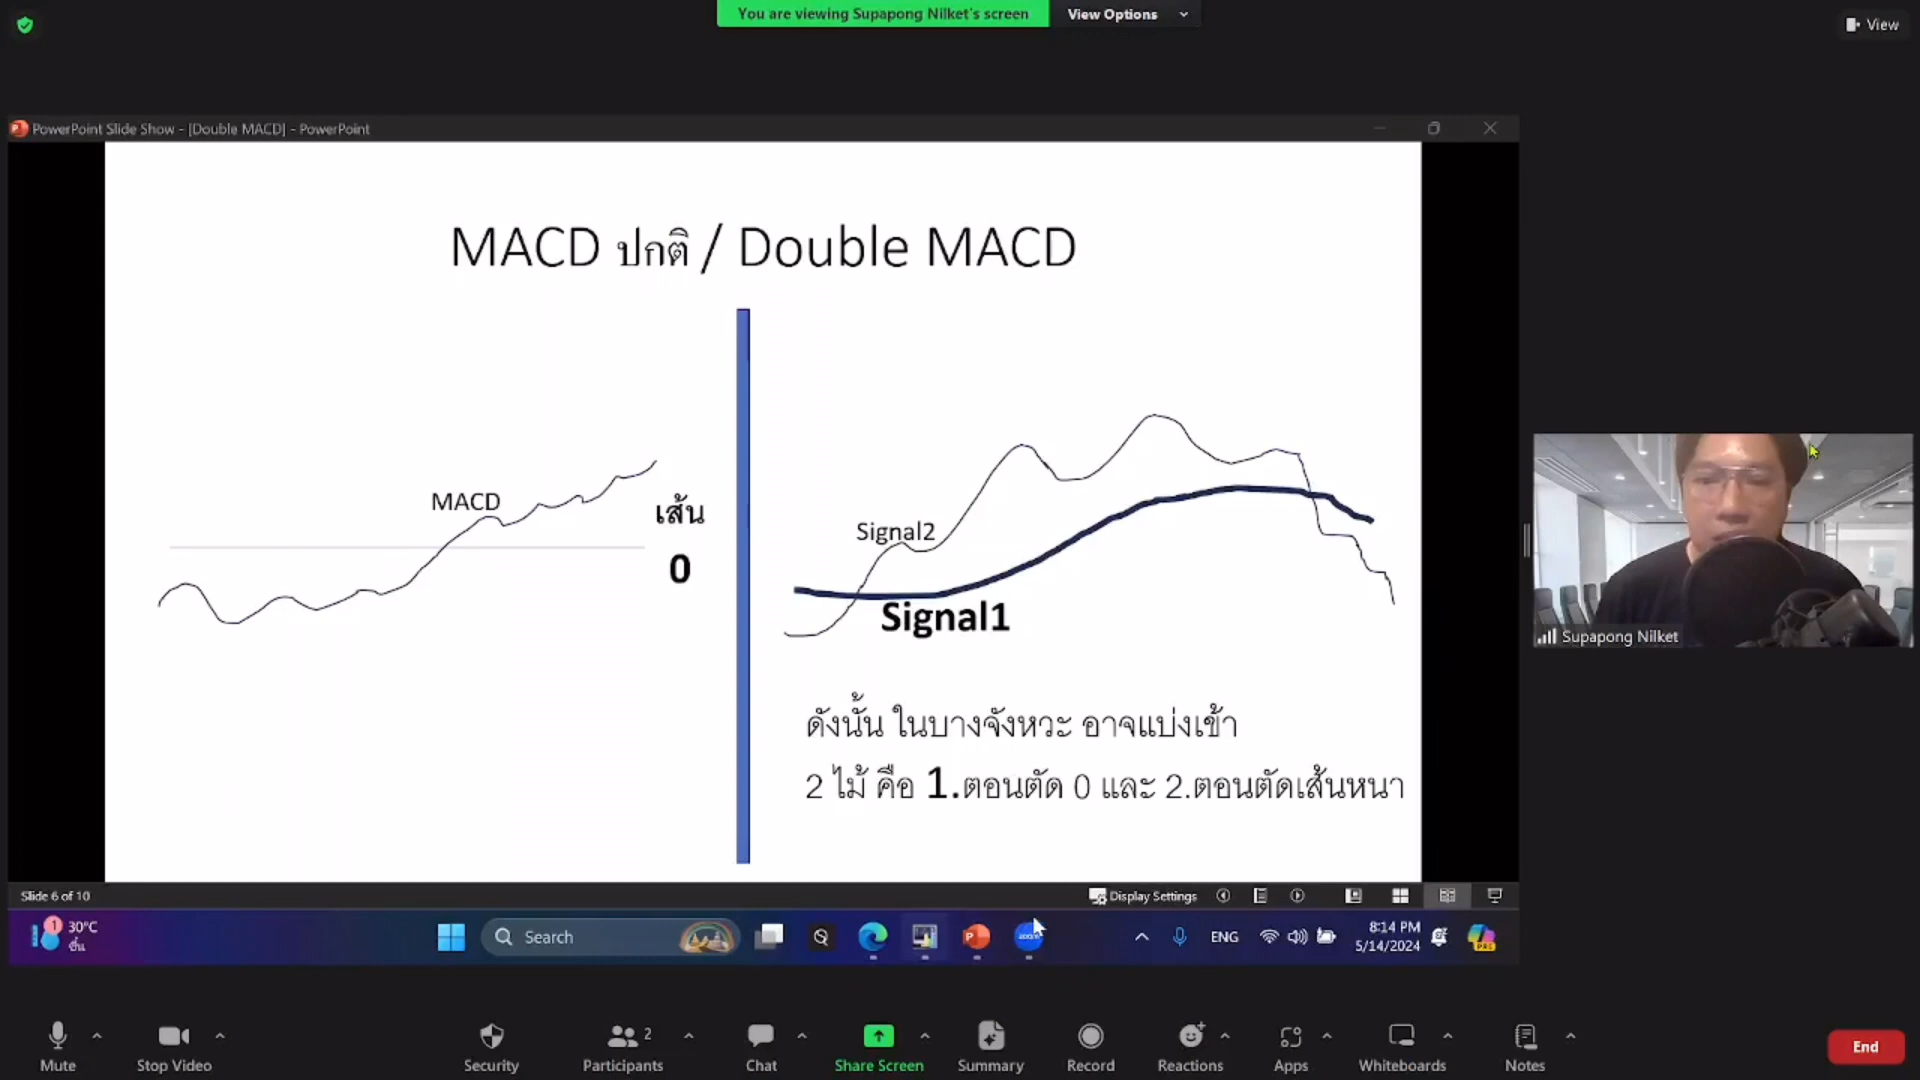 You are viewing Supapong Nilket's screen
View Options
View
PowerPoint Slide Show - [Double MACD] - PowerPoint
MACD ปกติ / Double MACD
MACD
เส้น
0
Signal2
Signal1
ดังนั้น ในบางจังหวะ อาจแบ่งเข้า
2 ไม้ คือ 1.ตอนตัด 0 และ 2.ตอนตัดเส้นหนา
Supapong Nilket
Slide 6 of 10
Display Settings
1
30°C
ชื้น
Search
zoom
ENG
8:14 PM
5/14/2024
PRE
Mute
Stop Video
Security
Participants
2
Chat
Share Screen
Summary
Record
Reactions
Apps
Whiteboards
Notes
End